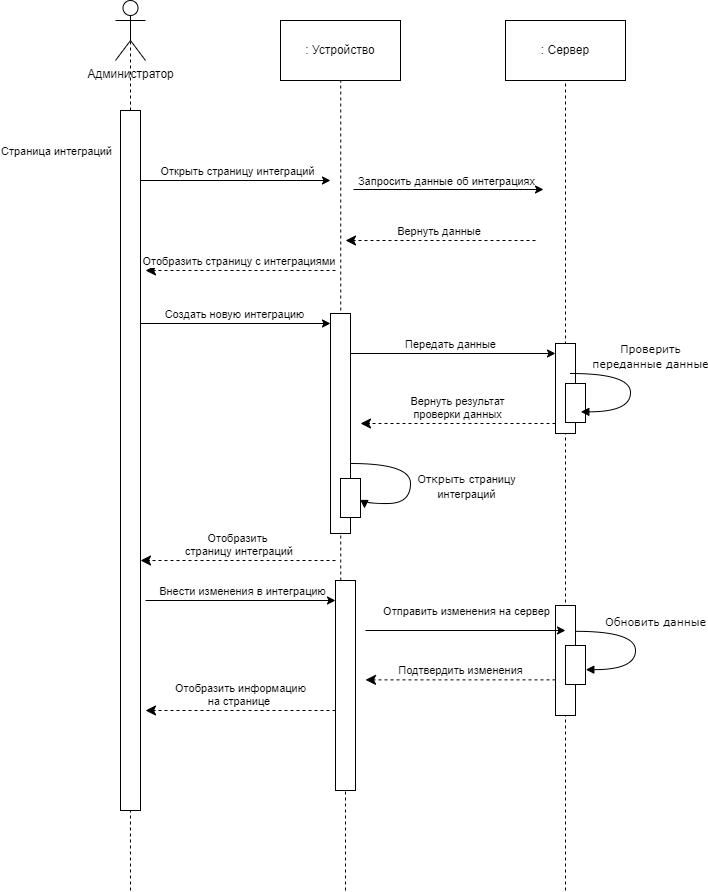 : Устройство
: Сервер
Администратор
Страница интеграций
Открыть страницу интеграций
Запросить данные об интеграциях
Вернуть данные
Отобразить страницу с интеграциями
Создать новую интеграцию
Передать данные
Проверить
переданные данные
Вернуть результат
проверки данных
Открыть страницу
интеграций
Отобразить
страницу интеграций
Внести изменения в интеграцию
Отправить изменения на сервер
Обновить данные
Подтвердить изменения
Отобразить информацию
на странице